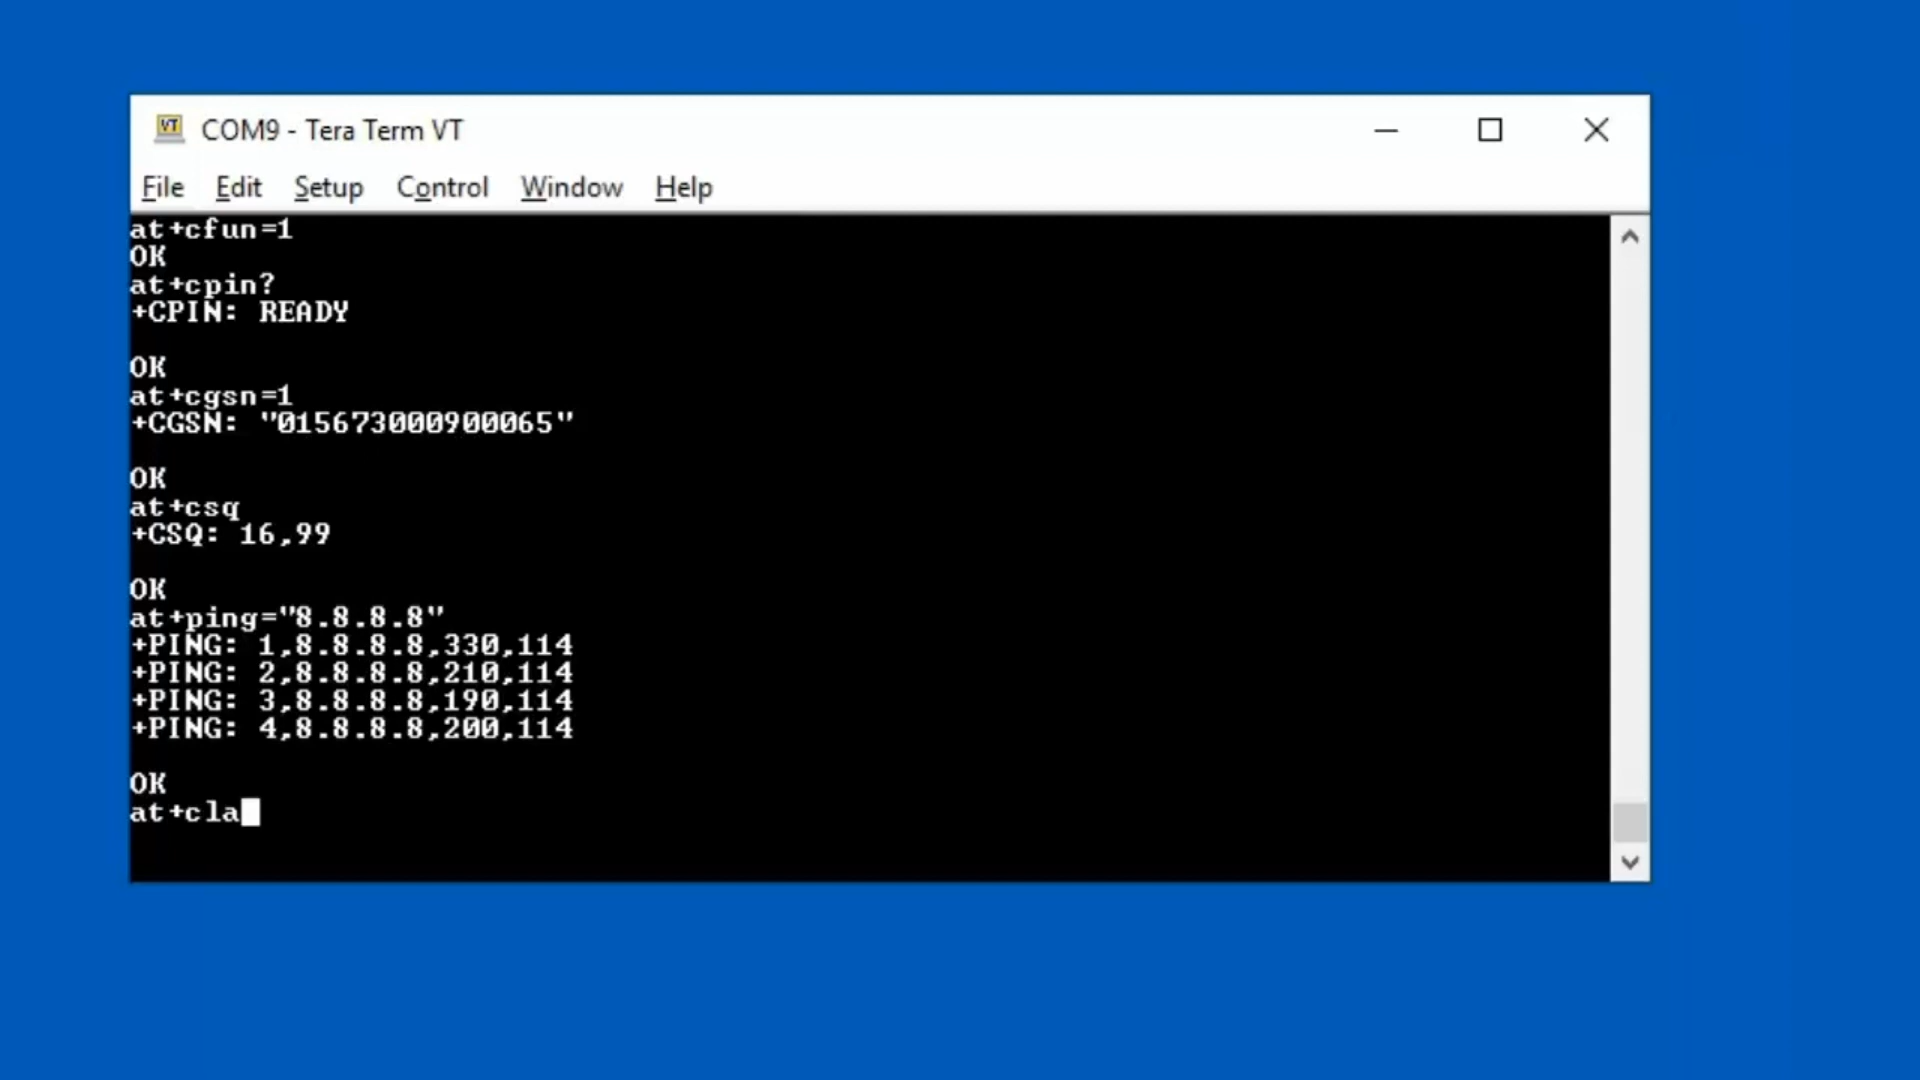 VT
COM9 - Tera Term VT
File Edit Setup Control Window Help
at+cfun=1
OK
at+cpin?
+CPIN: READY
OK
at+cgsn=1
+CGSN: "015673000900065"
OK
at+csq
+CSQ: 16,99
OK
at+ping="8.8.8.8"
+PING: 1,8.8.8.8,330,114
+PING: 2,8.8.8.8,210,114
+PING: 3,8.8.8.8,190,114
+PING: 4,8.8.8.8,200,114
OK
at+cla